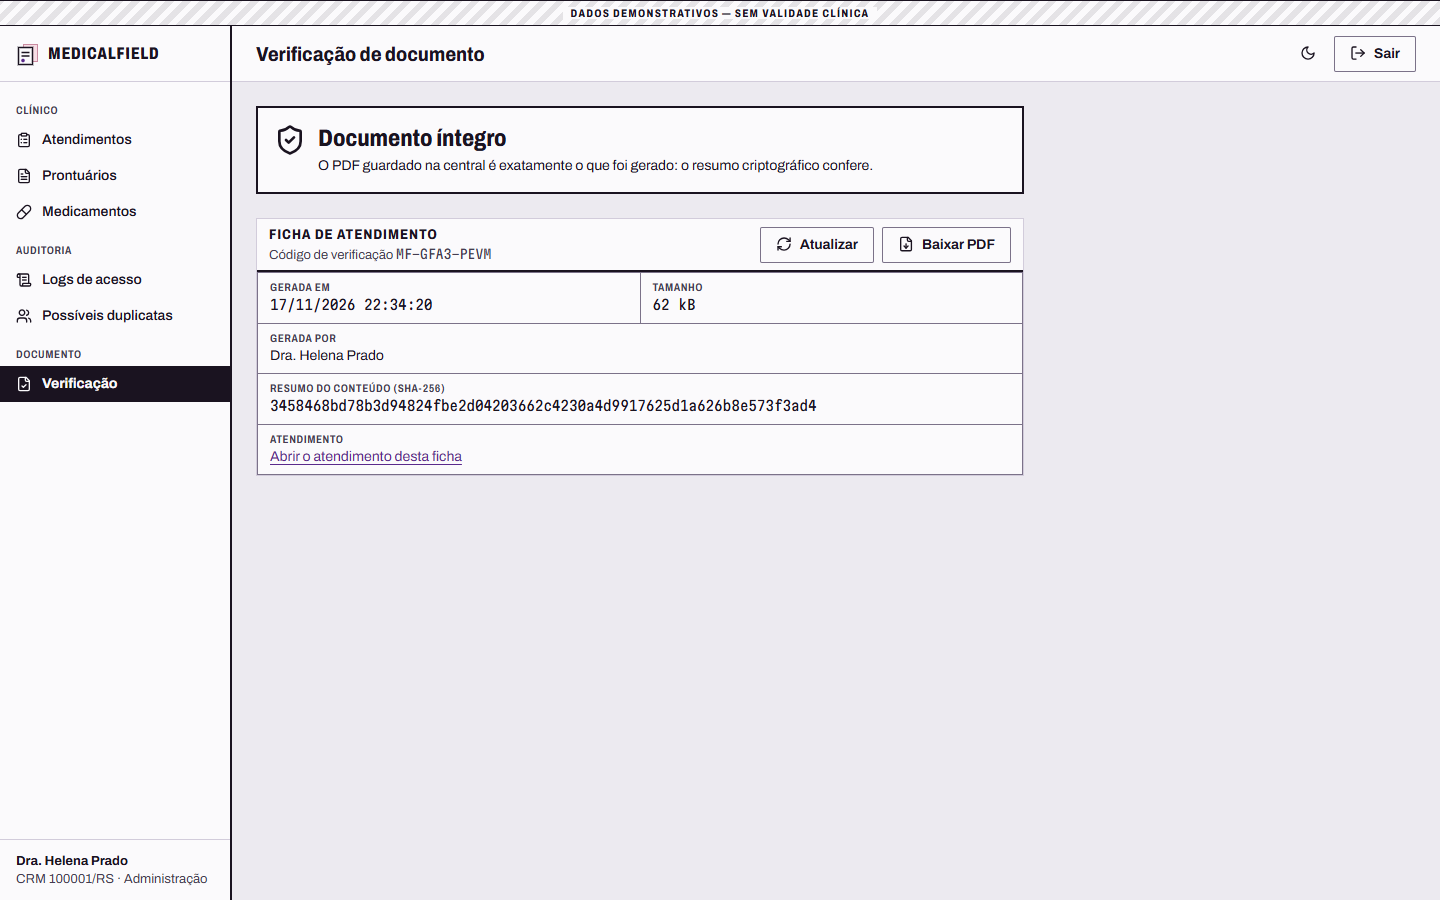 DADOS DEMONSTRATIVOS — SEM VALIDADE CLÍNICA
MEDICALFIELD
Verificação de documento
Sair
CLÍNICO
Atendimentos
Prontuários
Medicamentos
AUDITORIA
Logs de acesso
Possíveis duplicatas
DOCUMENTO
Verificação
Documento íntegro
O PDF guardado na central é exatamente o que foi gerado: o resumo criptográfico confere.
FICHA DE ATENDIMENTO
Código de verificação MF-GFA3-PEVM
Atualizar
Baixar PDF
GERADA EM
17/11/2026 22:34:20
TAMANHO
62 kB
GERADA POR
Dra. Helena Prado
RESUMO DO CONTEÚDO (SHA-256)
3458468bd78b3d94824fbe2d04203662c4230a4d9917625d1a626b8e573f3ad4
ATENDIMENTO
Abrir o atendimento desta ficha
Dra. Helena Prado
CRM 100001/RS · Administração